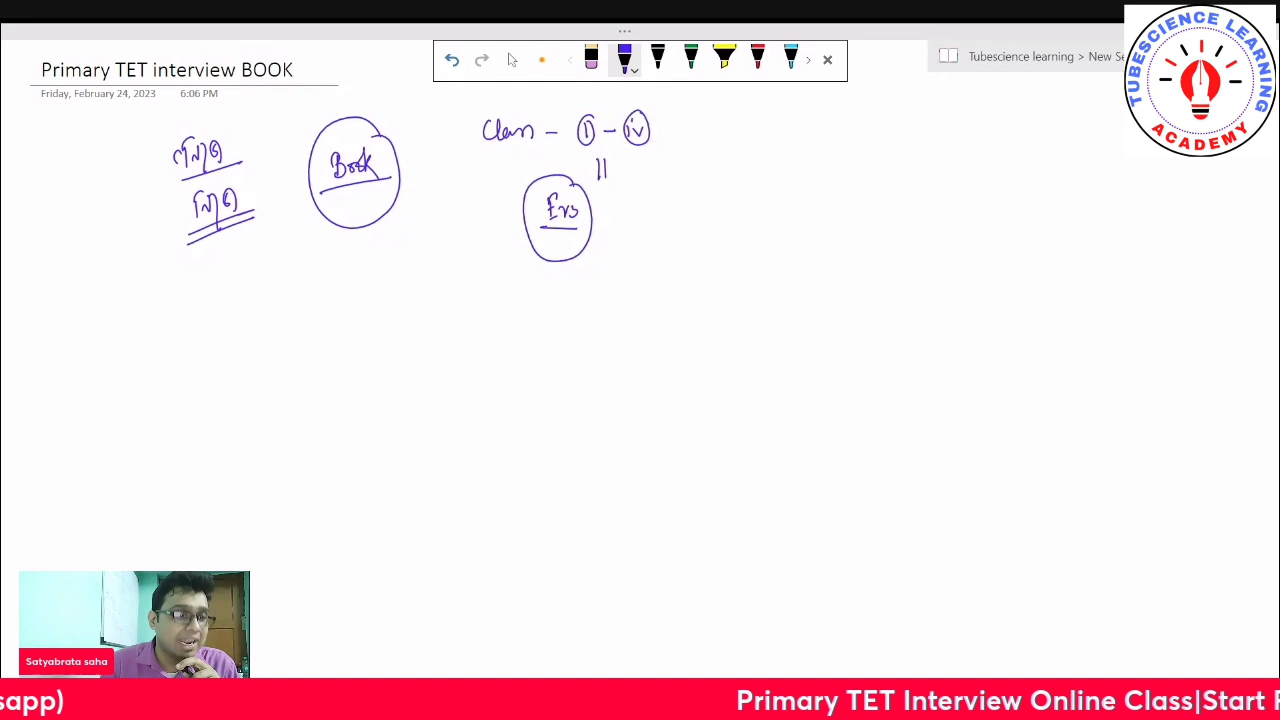 Primary TET interview BOOK
Friday, February 24, 2023 6:06 PM
Tubescience learning > New Se
TUBESCIENCE LEARNING
ACADEMY
Class - i - iv
Book
Satyabrata saha
sapp)
Primary TET Interview Online Class|Start F